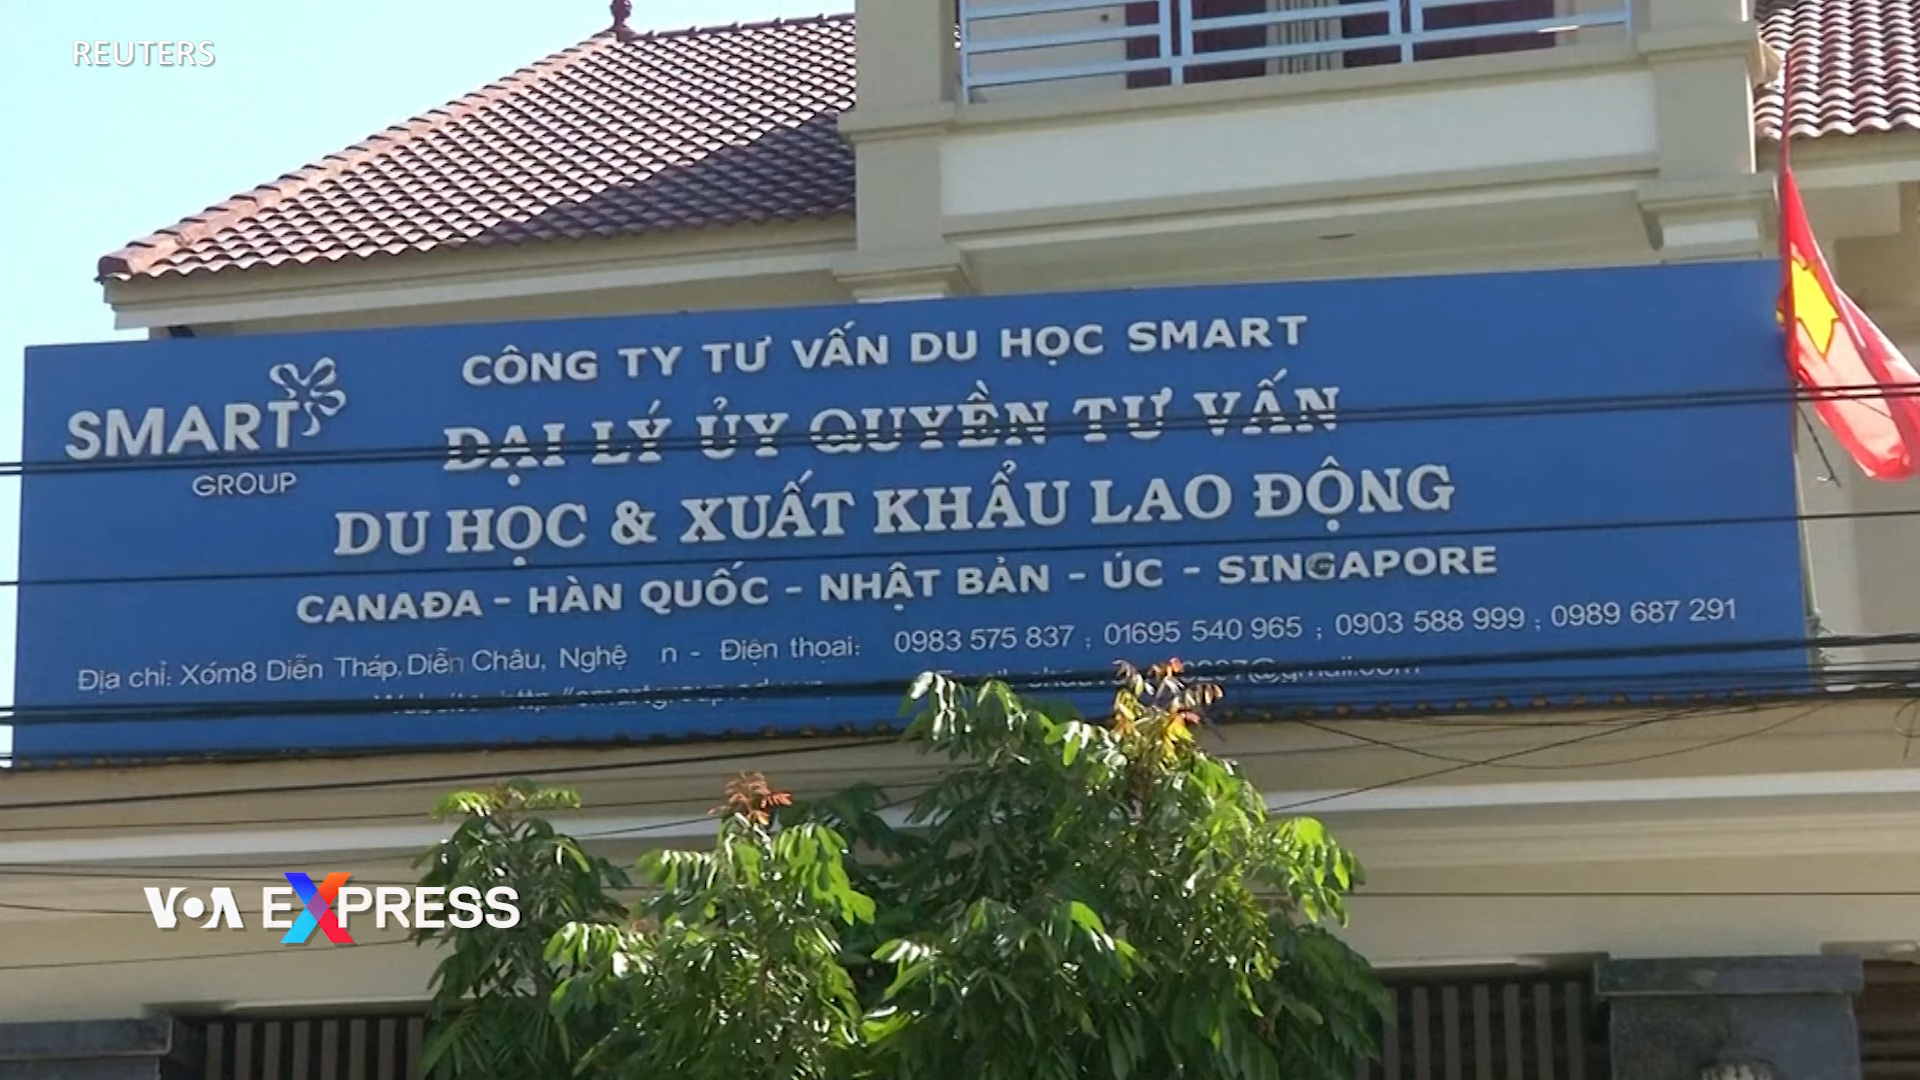 REUTERS
CÔNG TY TƯ VẤN DU HỌC SMART
SMART
GROUP
ĐẠI LÝ ỦY QUYỀN TƯ VẤN
DU HỌC & XUẤT KHẨU LAO ĐỘNG
CANAĐA - HÀN QUỐC - NHẬT BẢN - ÚC - SINGAPORE
Địa chỉ: Xóm8 Diễn Tháp, Diễn Châu, Nghệ n - Điện thoại: 0983 575 837 ; 01695 540 965 ; 0903 588 999 ; 0989 687 291
VOA EXPRESS